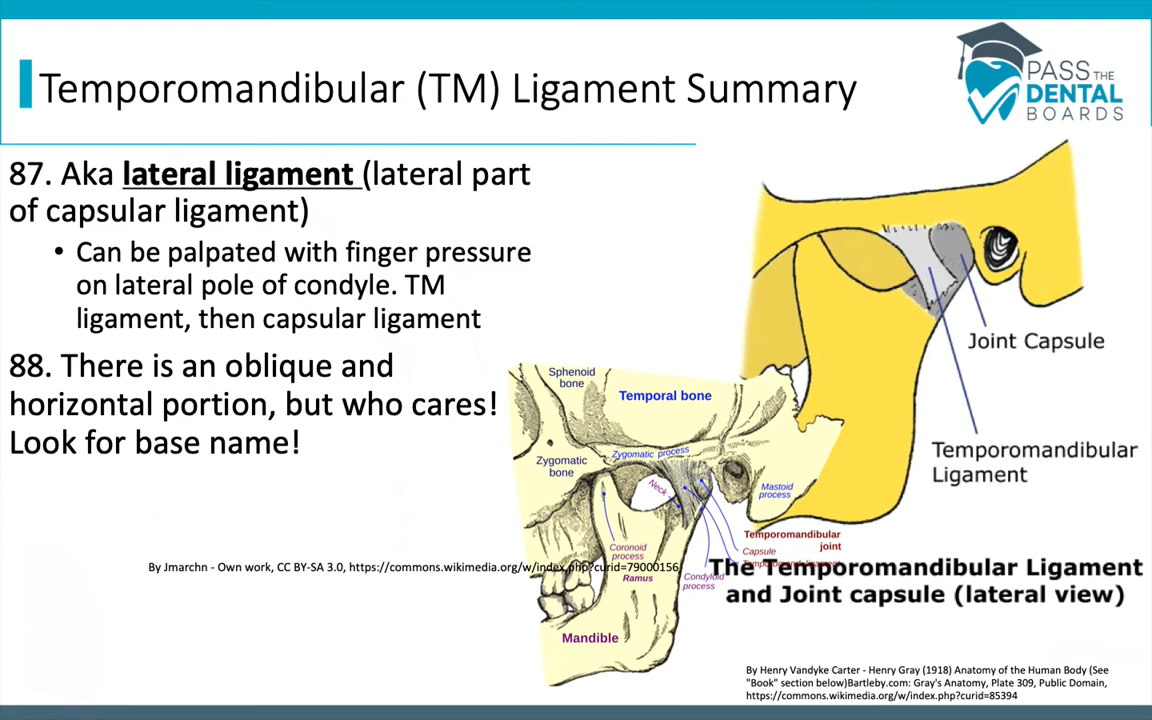 Temporomandibular (TM) Ligament Summary
PASS THE
DENTAL
BOARDS
87. Aka lateral ligament (lateral part
of capsular ligament)
• Can be palpated with finger pressure
on lateral pole of condyle. TM
ligament, then capsular ligament
88. There is an oblique and
horizontal portion, but who cares!
Look for base name!
Joint Capsule
Temporomandibular
Ligament
Sphenoid
bone
Temporal bone
Zygomatic process
Zygomatic
bone
Neck
Mastoid
process
Coronoid
process
Ramus
Temporomandibular
joint
Capsule
Condyloid
process
Mandible
By Jmarchn - Own work, CC BY-SA 3.0, https://commons.wikimedia.org/w/index.php?curid=79000156
The Temporomandibular Ligament
and Joint capsule (lateral view)
By Henry Vandyke Carter - Henry Gray (1918) Anatomy of the Human Body (See
"Book" section below)Bartleby.com: Gray's Anatomy, Plate 309, Public Domain,
https://commons.wikimedia.org/w/index.php?curid=85394